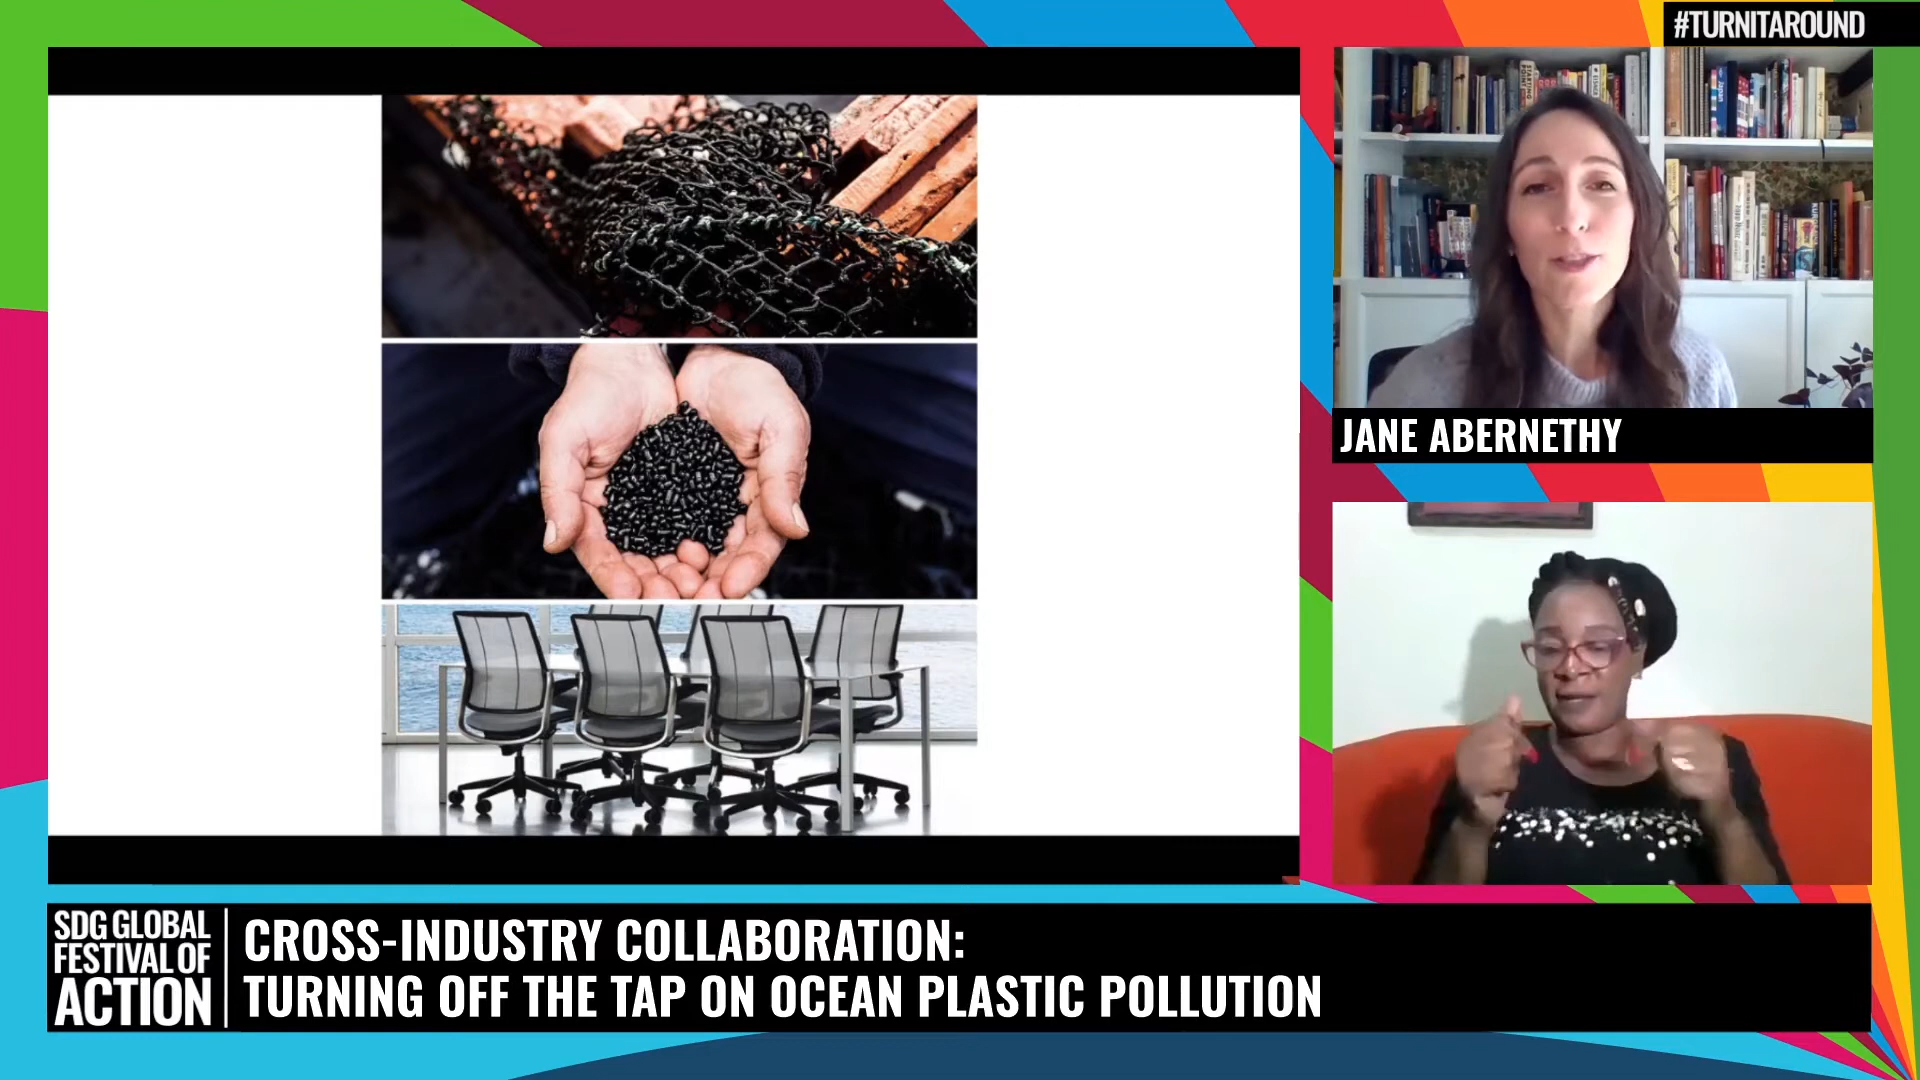 #TURNITAROUND
JANE ABERNETHY
SDG GLOBAL
FESTIVAL OF
ACTION
CROSS-INDUSTRY COLLABORATION:
TURNING OFF THE TAP ON OCEAN PLASTIC POLLUTION